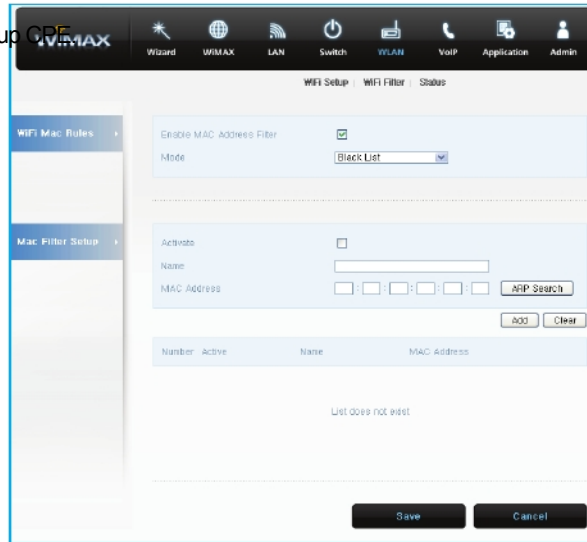 up CPE
WiMAX
Wizard WiMAX LAN Switch WLAN VoIP Application Admin
WiFi Setup | WiFi Filter | Status
WiFi Mac Rules
Enable MAC Address Filter
Mode Black List
Mac Filter Setup
Activate
Name
MAC Address : : : : : ARP Search
Add Clear
Number Active Name MAC Address
List does not exist
Save Cancel